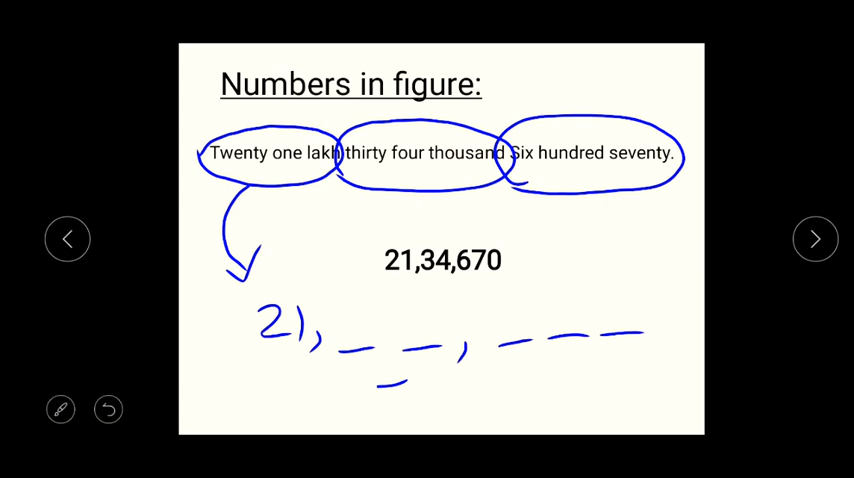 Numbers in figure:
Twenty one lakh thirty four thousand Six hundred seventy.
21,34,670
21, _ _ , _ _ _